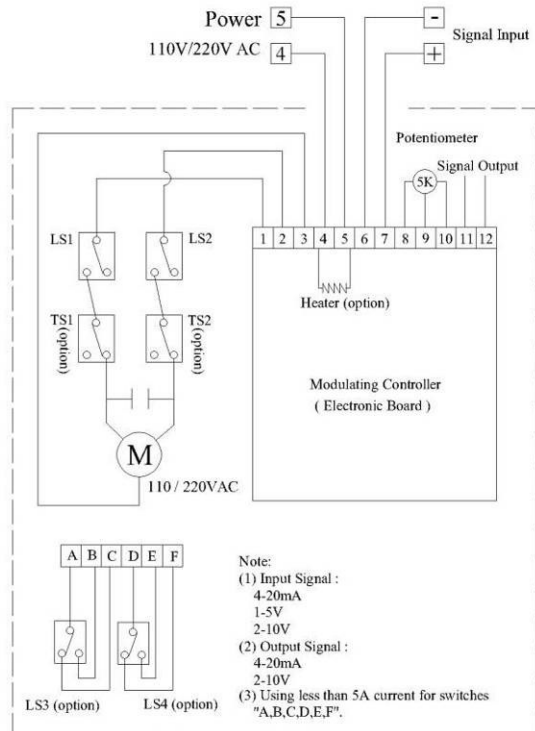 Power 5
110V/220V AC 4
-
Signal Input
+
Potentiometer
Signal Output
5K
1 2 3 4 5 6 7 8 9 10 11 12
LS1
LS2
Heater (option)
TS1
(option)
TS2
(option)
Modulating Controller
( Electronic Board )
M
110 / 220VAC
A B C D E F
LS3 (option)
LS4 (option)
Note:
(1) Input Signal :
4-20mA
1-5V
2-10V
(2) Output Signal :
4-20mA
2-10V
(3) Using less than 5A current for switches
"A,B,C,D,E,F".